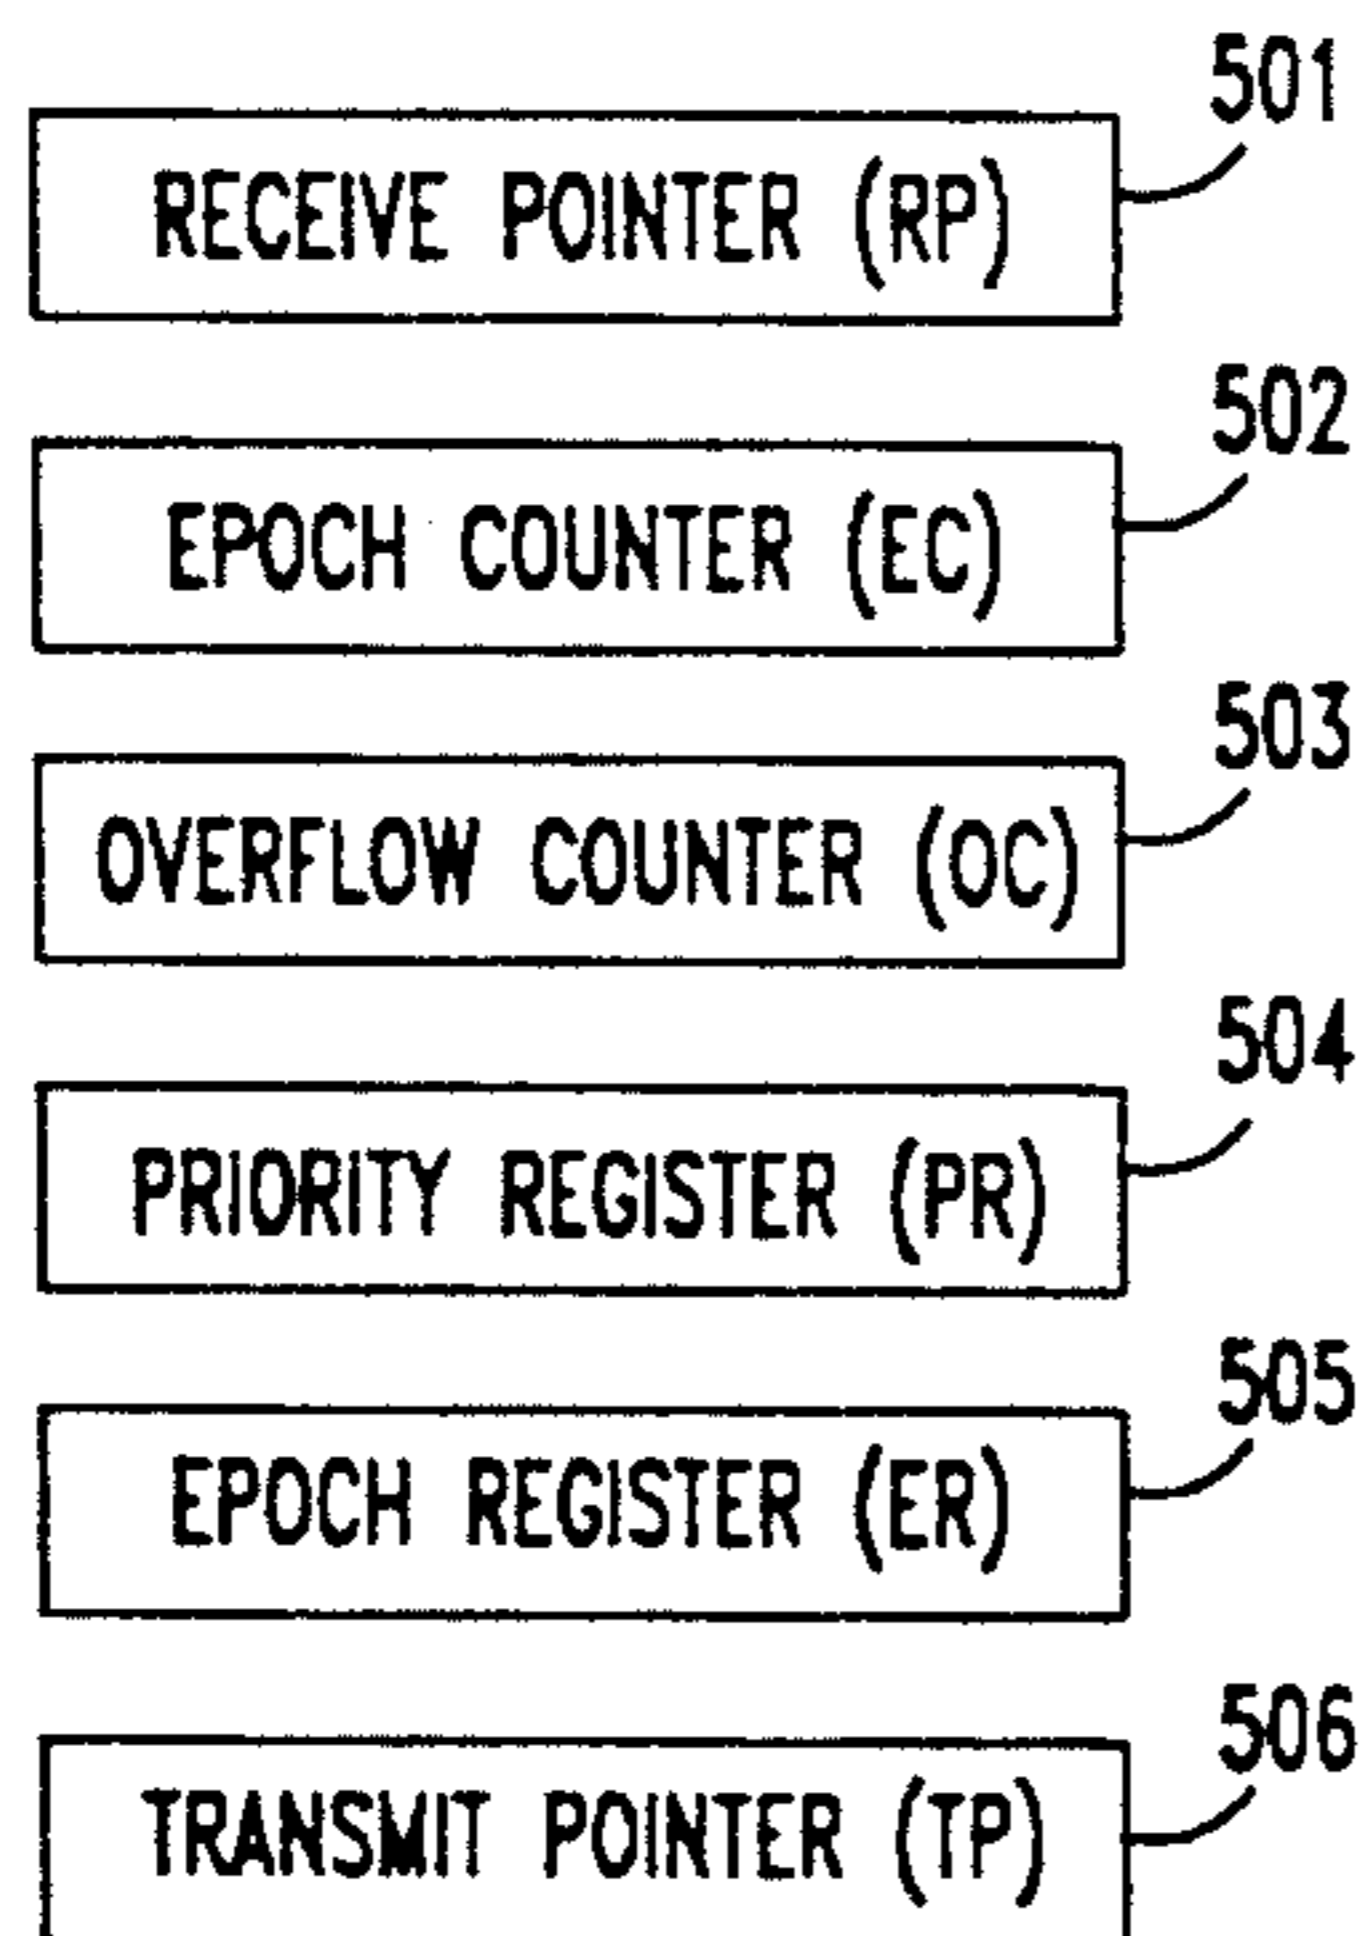 501
RECEIVE POINTER (RP)
502
EPOCH COUNTER (EC)
503
OVERFLOW COUNTER (OC)
504
PRIORITY REGISTER (PR)
505
EPOCH REGISTER (ER)
506
TRANSMIT POINTER (TP)